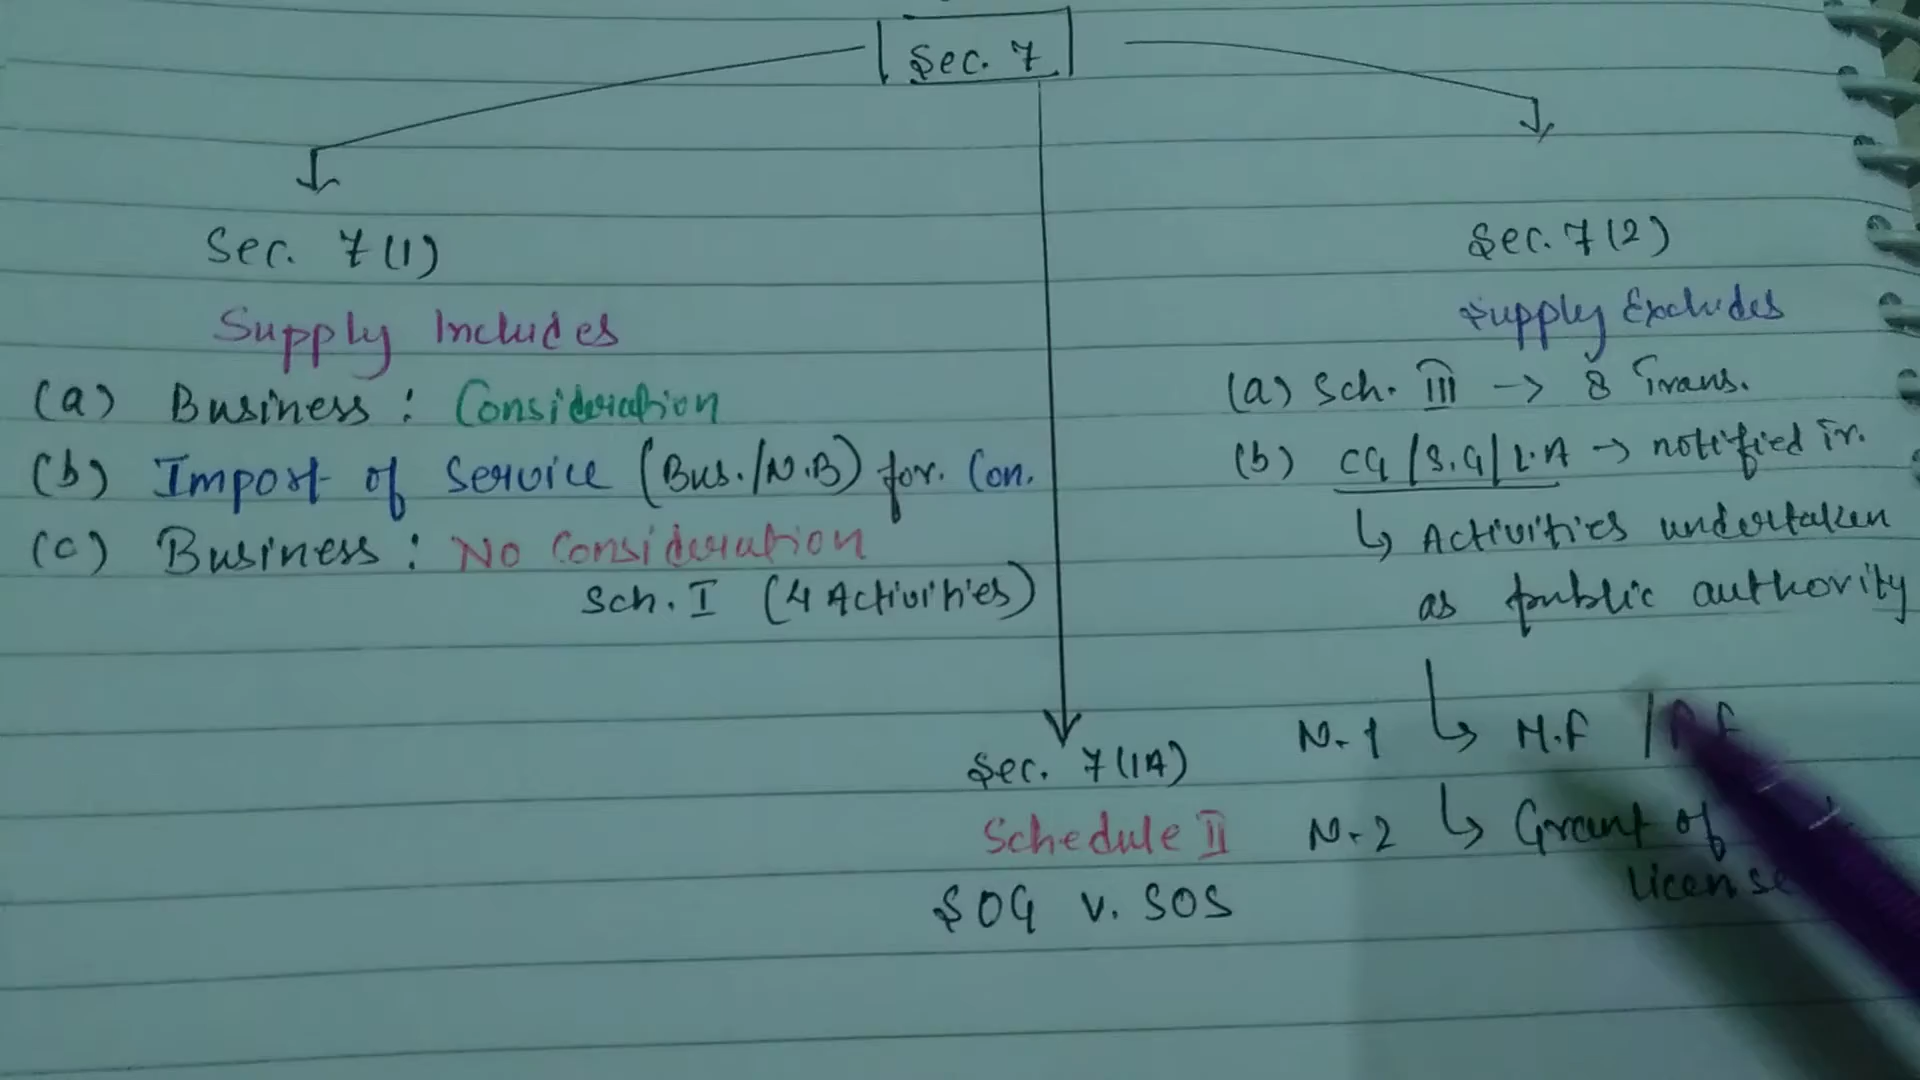 Sec. 7
Sec. 7(1)
Supply Includes
(a) Business : Consideration
(b) Import of Service (Bus./N.B) for. Con.
(c) Business : No Consideration
Sch. I (4 Activities)
Sec. 7(1A)
Schedule II
SOG v. SOS
Sec. 7(2)
Supply Excludes
(a) Sch. III -> 8 Trans.
(b) CG/S.G/L.A -> notified Tr.
↳ Activities undertaken
as public authority
N-1 ↳ M.F /
N-2 ↳ Grant of
license